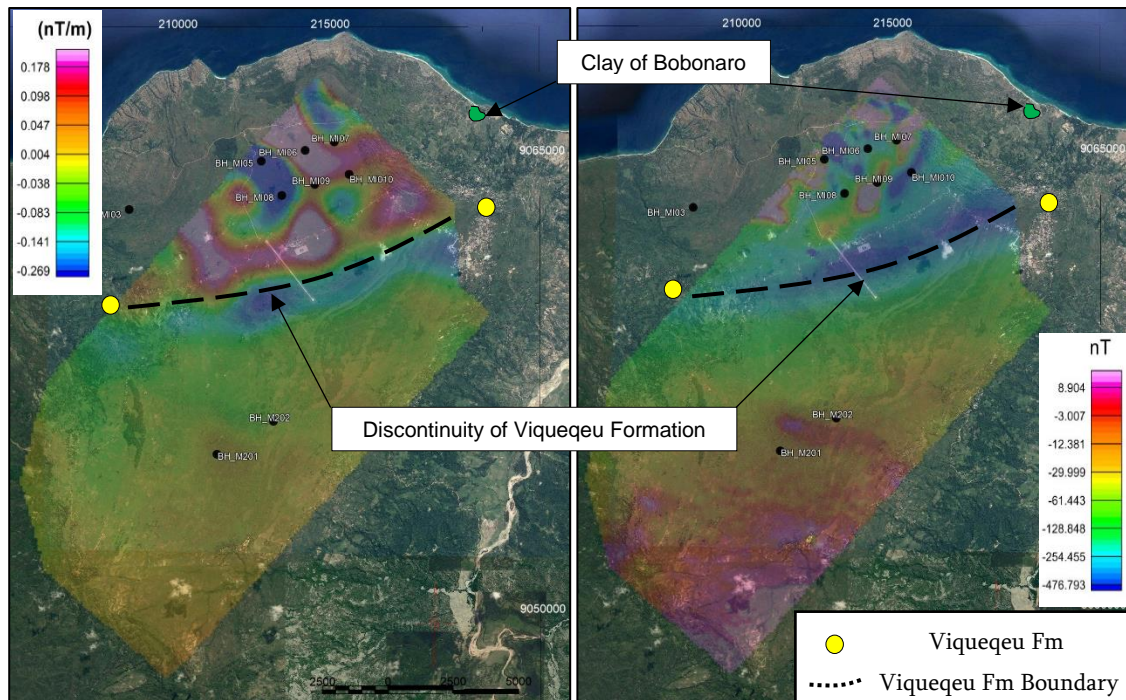 (nT/m)
0.178
0.098
0.047
0.004
-0.038
-0.083
-0.141
-0.269
210000
215000
BH_MI07
BH_MI06
BH_MI05
BH_MI09
BH_MI010
BH_MI08
MI03
BH_M202
BH_M201
9065000
9050000
2500
0
2500
5000
Clay of Bobonaro
Discontinuity of Viqueqeu Formation
210000
215000
BH_MI07
BH_MI06
BH_MI05
BH_MI09
BH_MI010
BH_MI08
BH_MI03
BH_M202
BH_M201
9065000
nT
8.904
-3.007
-12.381
-29.999
-61.443
-128.848
-254.455
-476.793
Viqueqeu Fm
Viqueqeu Fm Boundary